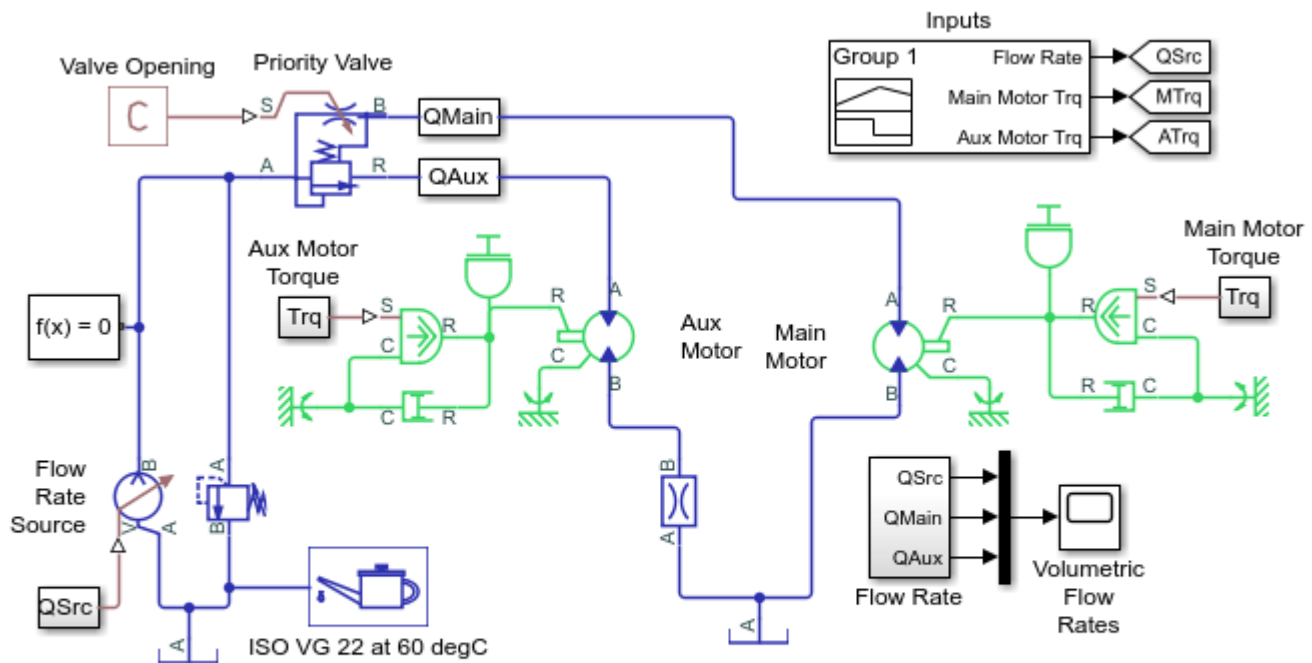 Inputs
Valve Opening
Priority Valve
Group 1
Flow Rate
QSrc
Main Motor Trq
MTrq
Aux Motor Trq
ATrq
C
S
B
QMain
A
R
QAux
Aux Motor
Torque
Main Motor
Torque
Trq
S
R
C
C
R
R
C
A
B
Aux
Motor
Main
Motor
A
B
R
C
R
S
C
R
C
Trq
f(x) = 0
Flow
Rate
Source
B
V
A
A
B
QSrc
A
ISO VG 22 at 60 degC
B
A
A
QSrc
QMain
QAux
Flow Rate
Volumetric
Flow
Rates